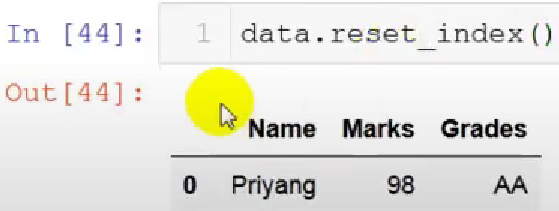 In [44]: 1 data.reset_index()
Out[44]:
Name Marks Grades
0 Priyang 98 AA